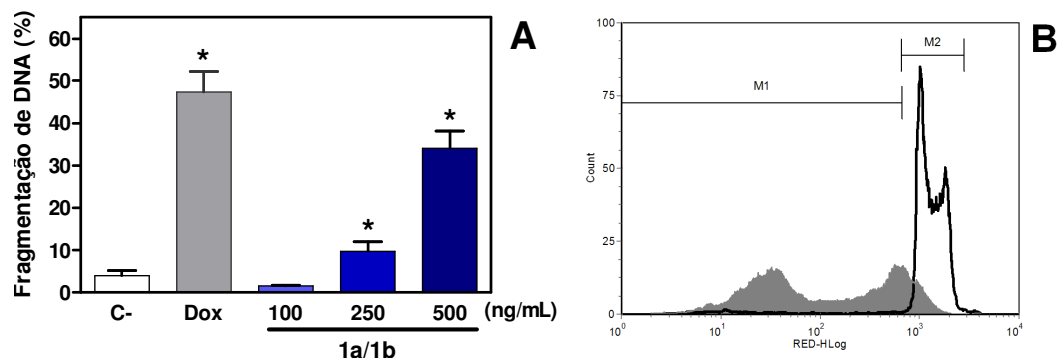 A
Fragmentação de DNA (%)
60
50
40
30
20
10
0
*
*
*
C-
Dox
100
250
500
(ng/mL)
1a/1b
B
100
75
50
25
0
Count
M1
M2
10⁰
10¹
10²
10³
10⁴
RED-HLog